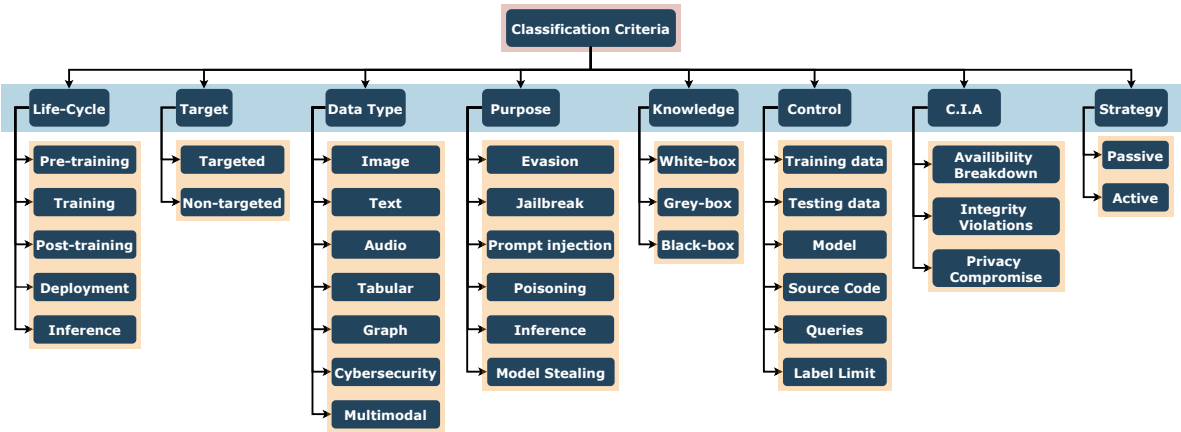 Classification Criteria
Life-Cycle
Target
Data Type
Purpose
Knowledge
Control
C.I.A
Strategy
Pre-training
Training
Post-training
Deployment
Inference
Targeted
Non-targeted
Image
Text
Audio
Tabular
Graph
Cybersecurity
Multimodal
Evasion
Jailbreak
Prompt injection
Poisoning
Inference
Model Stealing
White-box
Grey-box
Black-box
Training data
Testing data
Model
Source Code
Queries
Label Limit
Availibility
Breakdown
Integrity
Violations
Privacy
Compromise
Passive
Active